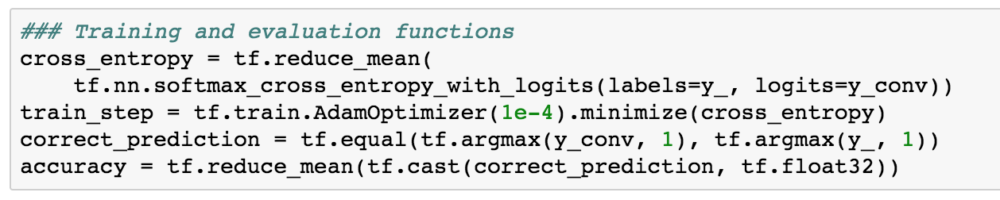 ### Training and evaluation functions
cross_entropy = tf.reduce_mean(
    tf.nn.softmax_cross_entropy_with_logits(labels=y_, logits=y_conv))
train_step = tf.train.AdamOptimizer(1e-4).minimize(cross_entropy)
correct_prediction = tf.equal(tf.argmax(y_conv, 1), tf.argmax(y_, 1))
accuracy = tf.reduce_mean(tf.cast(correct_prediction, tf.float32))